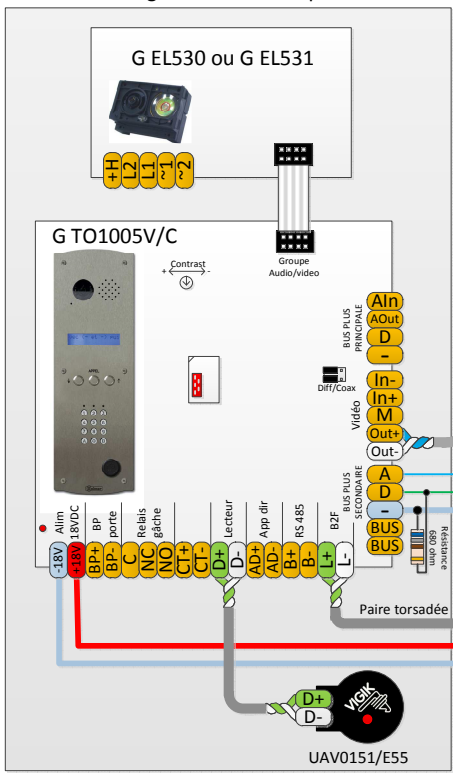 G EL530 ou G EL531
+H
L2
L1
~1
~2
G TO1005V/C
+ Contrast -
Groupe
Audio/video
APPEL
Diff/Coax
BUS PLUS
PRINCIPALE
AIn
AOut
D
-
Vidéo
In-
In+
M
Out+
Out-
BUS PLUS
SECONDAIRE
A
D
-
BUS
BUS
Résistance
680 ohm
Alim
18VDC
BP
porte
Relais
gâche
Lecteur
App dir
RS 485
B2F
-18V
+18V
BP+
BP-
C
NC
NO
CT+
CT-
D+
D-
AD+
AD-
B+
B-
L+
L-
Paire torsadée
D+
D-
VIGIK
UAV0151/E55